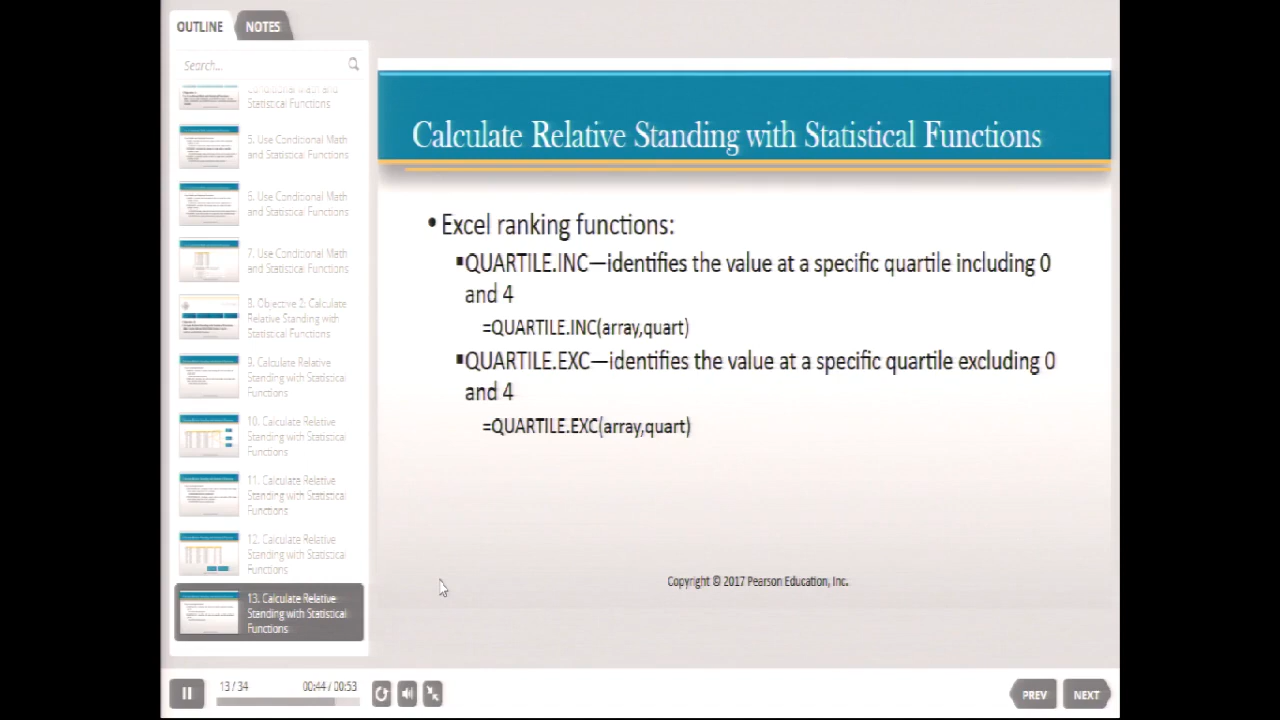 OUTLINE
NOTES
Search...
Conditional Math and
Statistical Functions
5. Use Conditional Math
and Statistical Functions
6. Use Conditional Math
and Statistical Functions
7. Use Conditional Math
and Statistical Functions
8. Objective 2: Calculate
Relative Standing with
Statistical Functions
9. Calculate Relative
Standing with Statistical
Functions
10. Calculate Relative
Standing with Statistical
Functions
11. Calculate Relative
Standing with Statistical
Functions
12. Calculate Relative
Standing with Statistical
Functions
13. Calculate Relative
Standing with Statistical
Functions
Calculate Relative Standing with Statistical Functions
• Excel ranking functions:
▪QUARTILE.INC—identifies the value at a specific quartile including 0
and 4
=QUARTILE.INC(array,quart)
▪QUARTILE.EXC—identifies the value at a specific quartile excluding 0
and 4
=QUARTILE.EXC(array,quart)
Copyright © 2017 Pearson Education, Inc.
13 / 34
00:44 / 00:53
PREV
NEXT